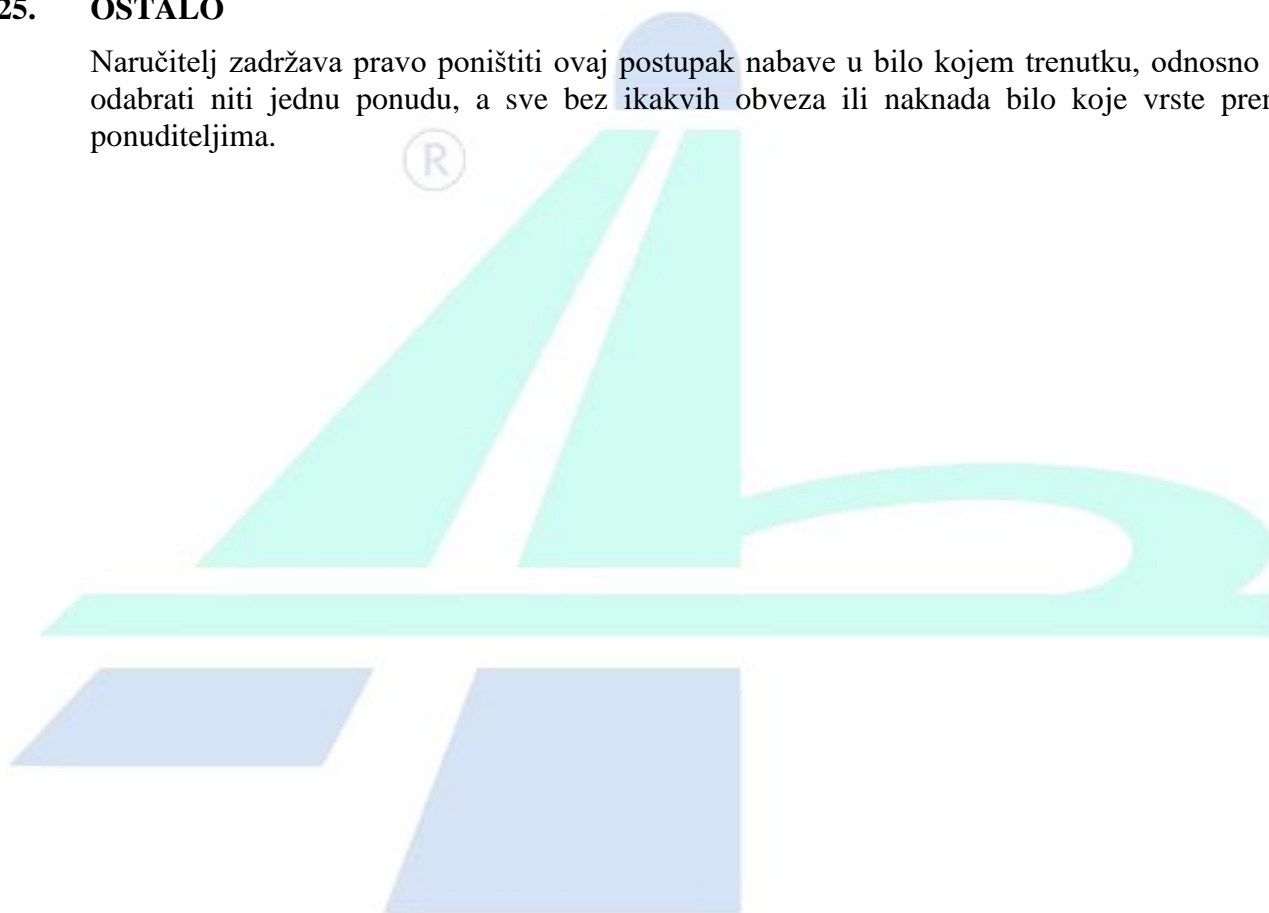 25. OSTALO
Naručitelj zadržava pravo poništiti ovaj postupak nabave u bilo kojem trenutku, odnosno
odabrati niti jednu ponudu, a sve bez ikakvih obveza ili naknada bilo koje vrste
ponuditeljima.
®